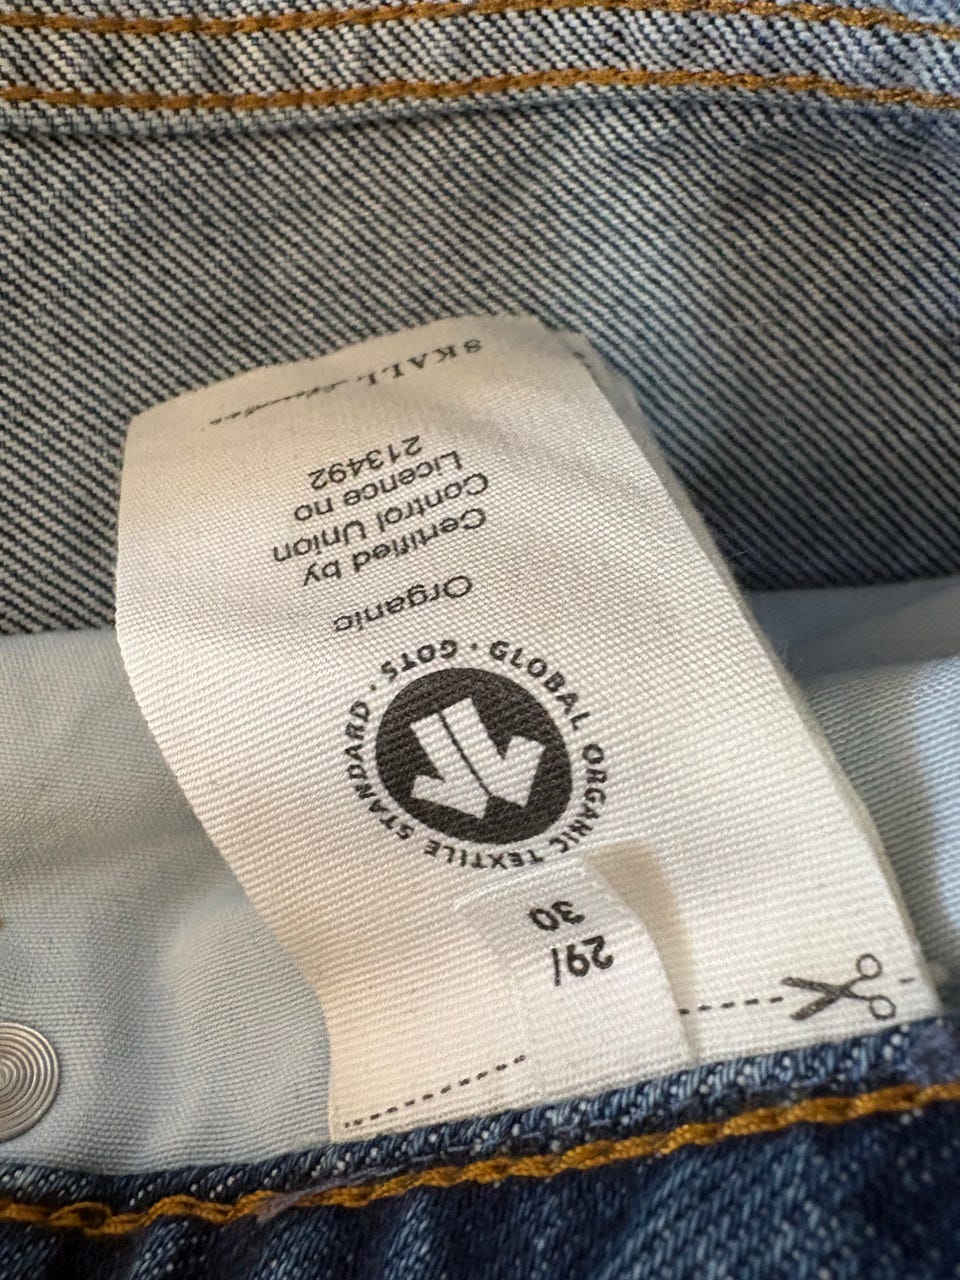 29/
30
GLOBAL ORGANIC TEXTILE STANDARD · GOTS ·
Organic
Certified by
Control Union
Licence no
213492
SKALL